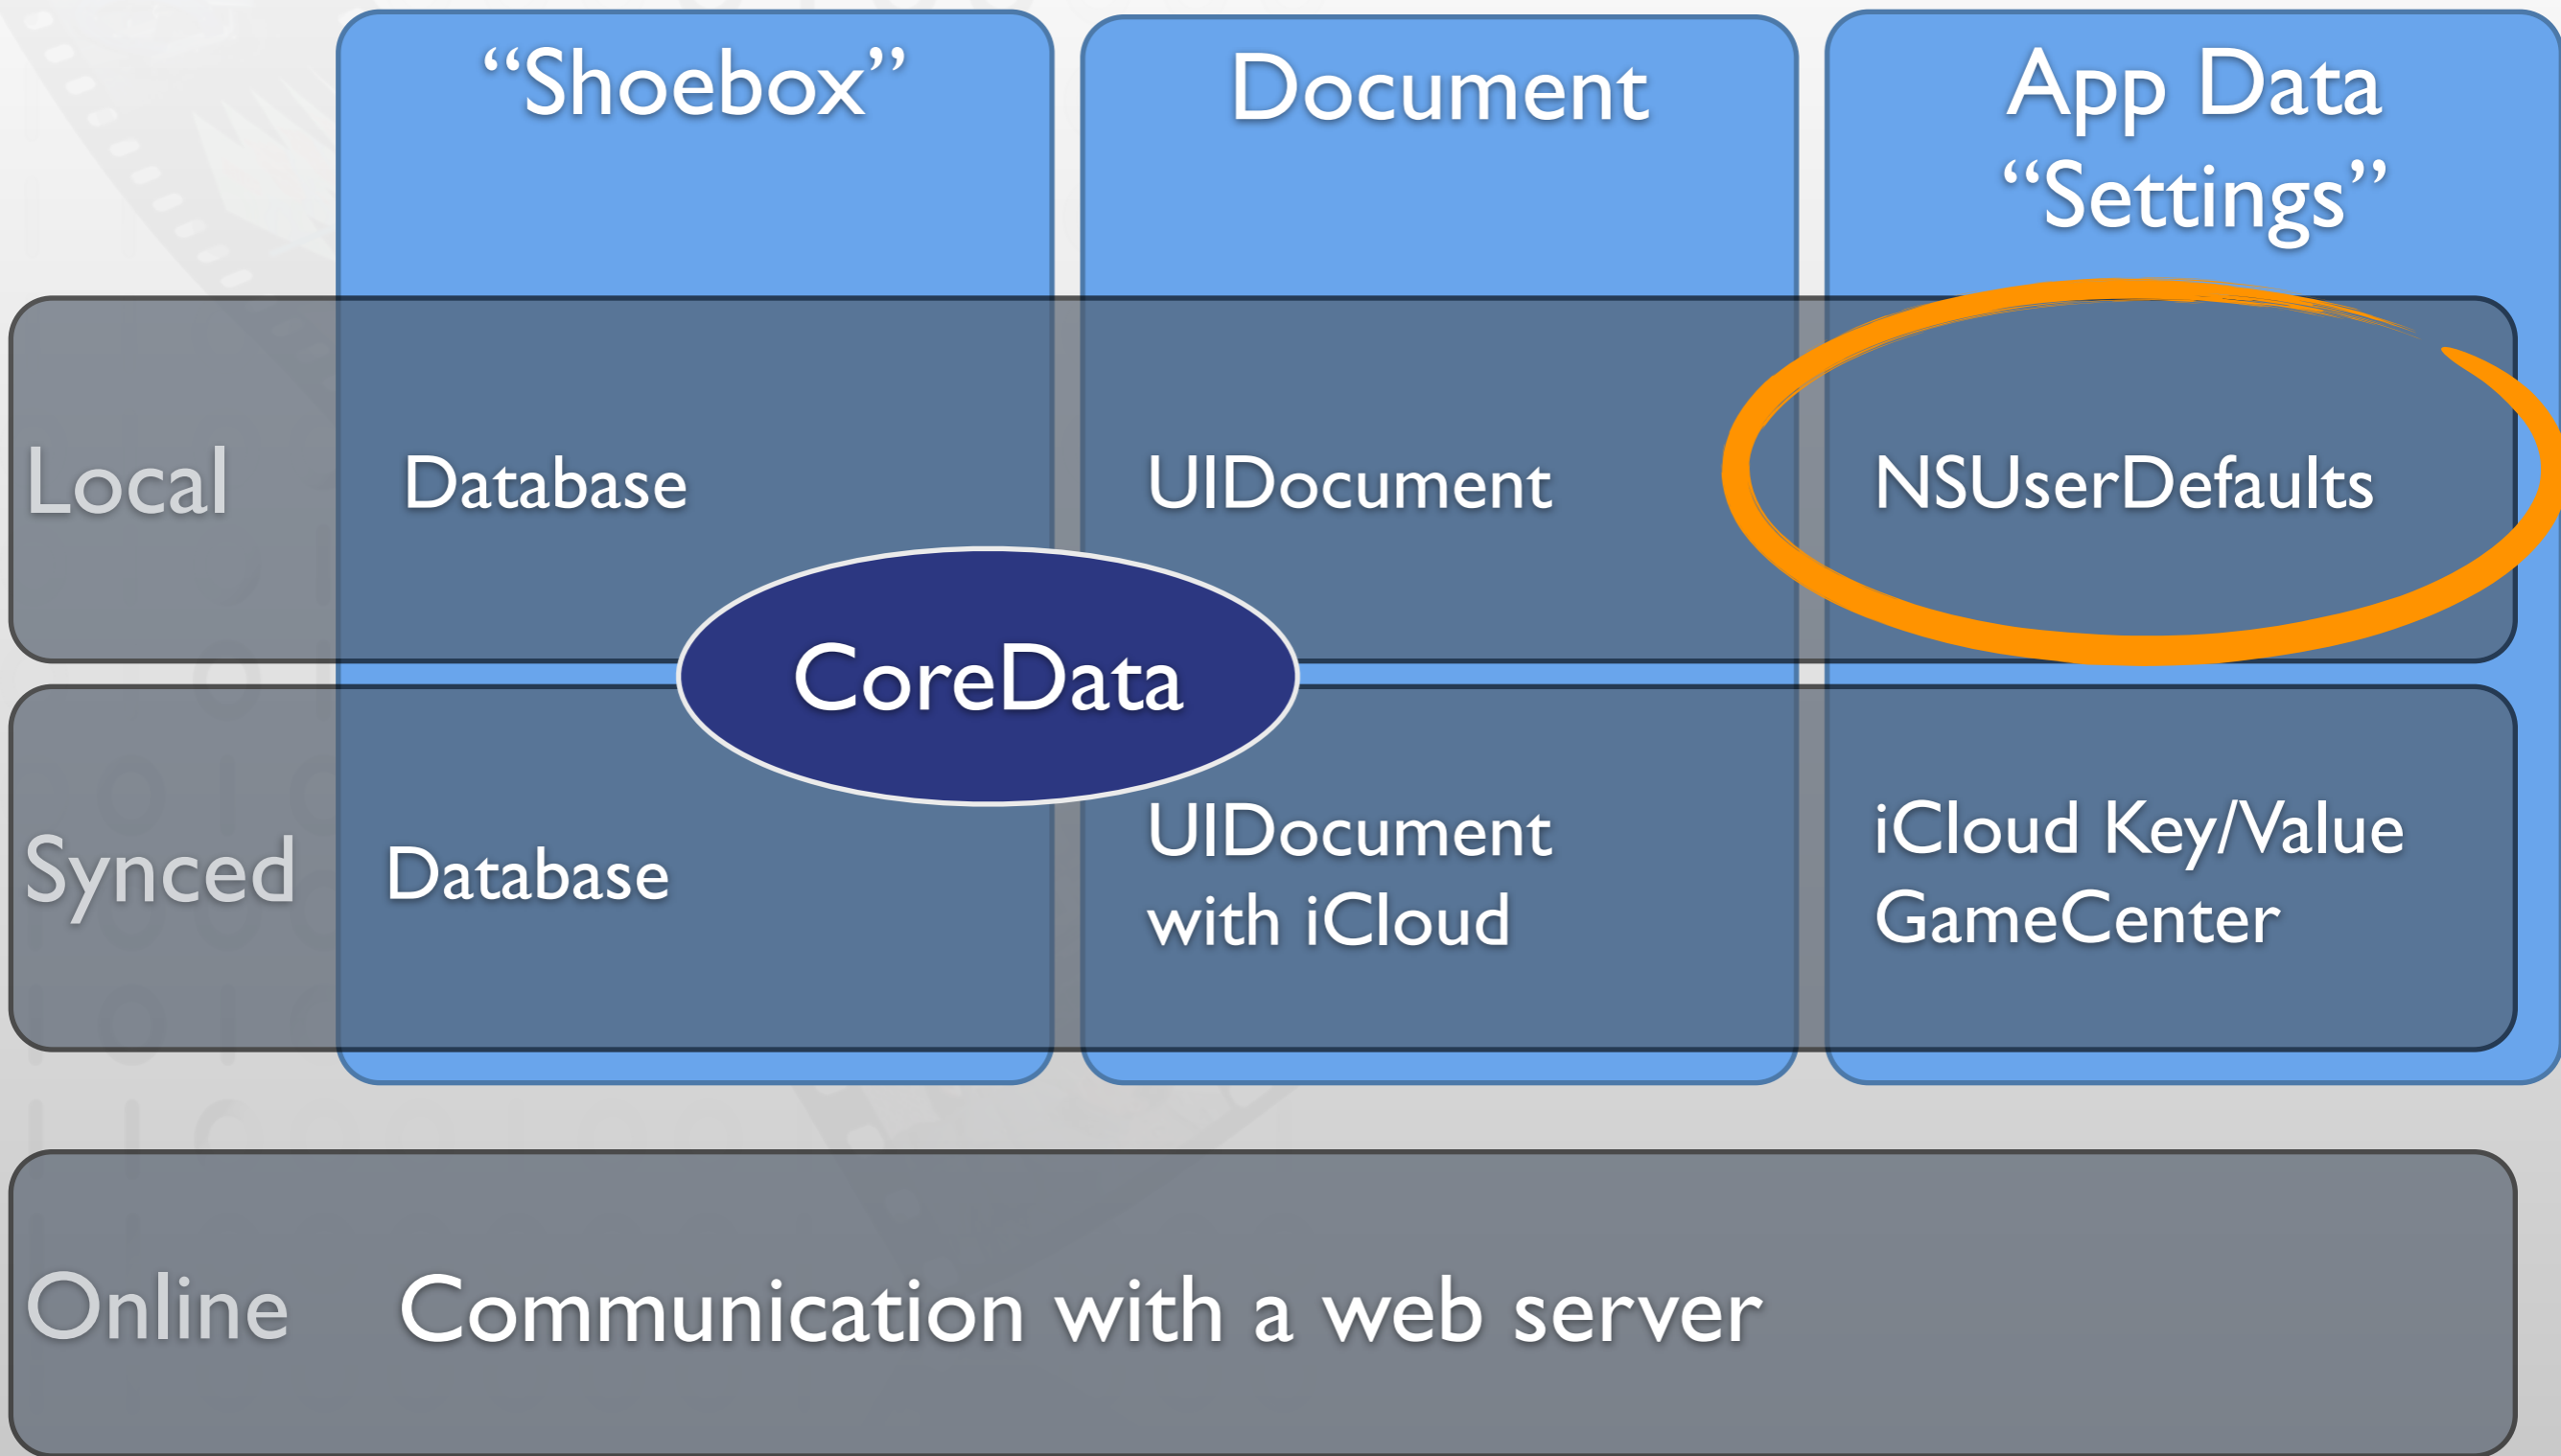 “Shoebox”
Document
App Data
“Settings”
Local
Database
UIDocument
NSUserDefaults
CoreData
Synced
Database
UIDocument
with iCloud
iCloud Key/Value
GameCenter
Online
Communication with a web server